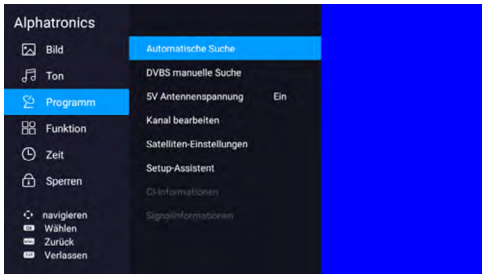 Alphatronics
Bild
Ton
Programm
Funktion
Zeit
Sperren
navigieren
OK Wählen
Zurück
Verlassen
Automatische Suche
DVBS manuelle Suche
5V Antennenspannung Ein
Kanal bearbeiten
Satelliten-Einstellungen
Setup-Assistent
CI-Informationen
Signalinformationen